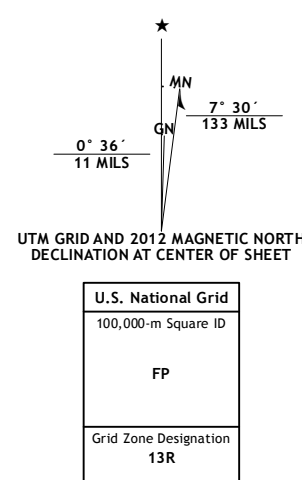 ★
MN
GN
7° 30´
133 MILS
0° 36´
11 MILS
UTM GRID AND 2012 MAGNETIC NORTH
DECLINATION AT CENTER OF SHEET
U.S. National Grid
100,000-m Square ID
FP
Grid Zone Designation
13R